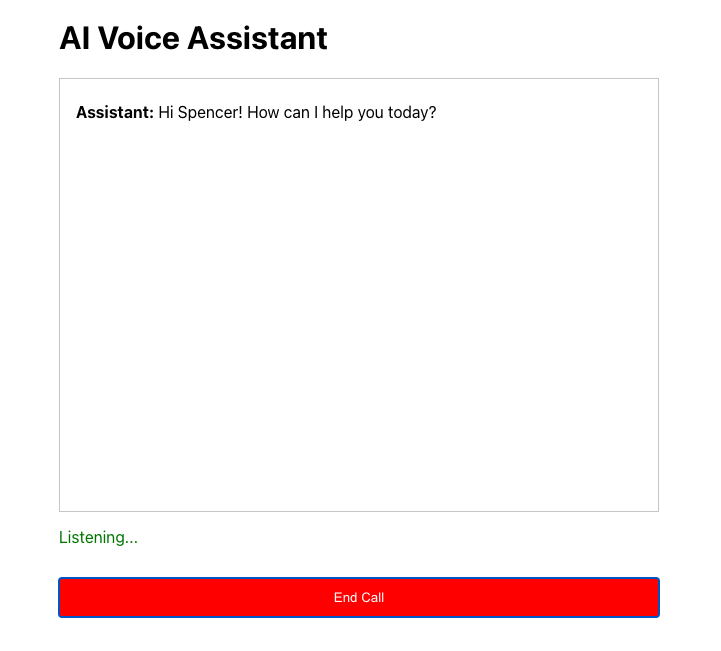 AI Voice Assistant
Assistant: Hi Spencer! How can I help you today?
Listening...
End Call